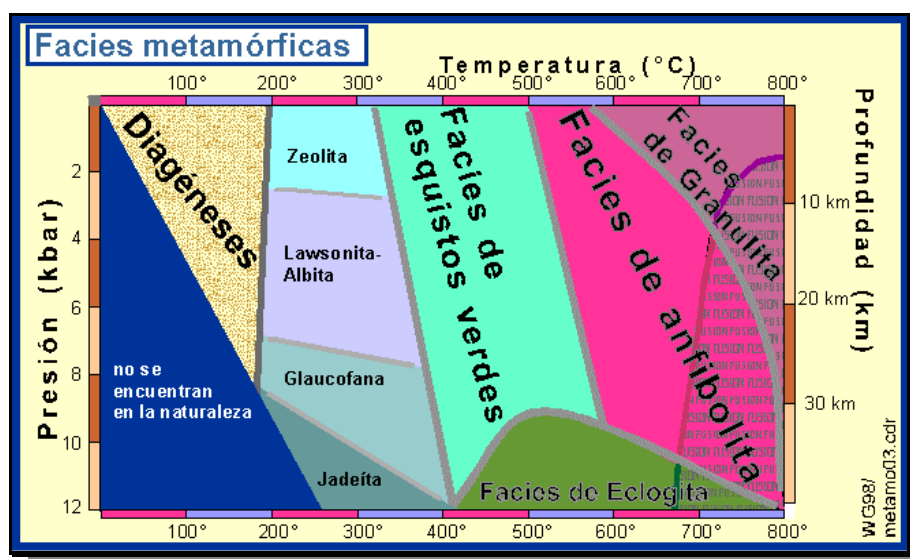 Facies metamórficas
Temperatura (°C)
100° 200° 300° 400° 500° 600° 700° 800°
Presión (kbar)
2
4
6
8
10
12
Diagéneses
no se
encuentran
en la naturaleza
Zeolita
Lawsonita-
Albita
Glaucofana
Jadeíta
Facies de
esquistos verdes
Facies de anfibolita
Facies
de Granulita
Facies de Eclogita
FUSION
10 km
20 km
30 km
Profundidad (km)
100° 200° 300° 400° 500° 600° 700° 800°
WG98/
metamo03.cdr